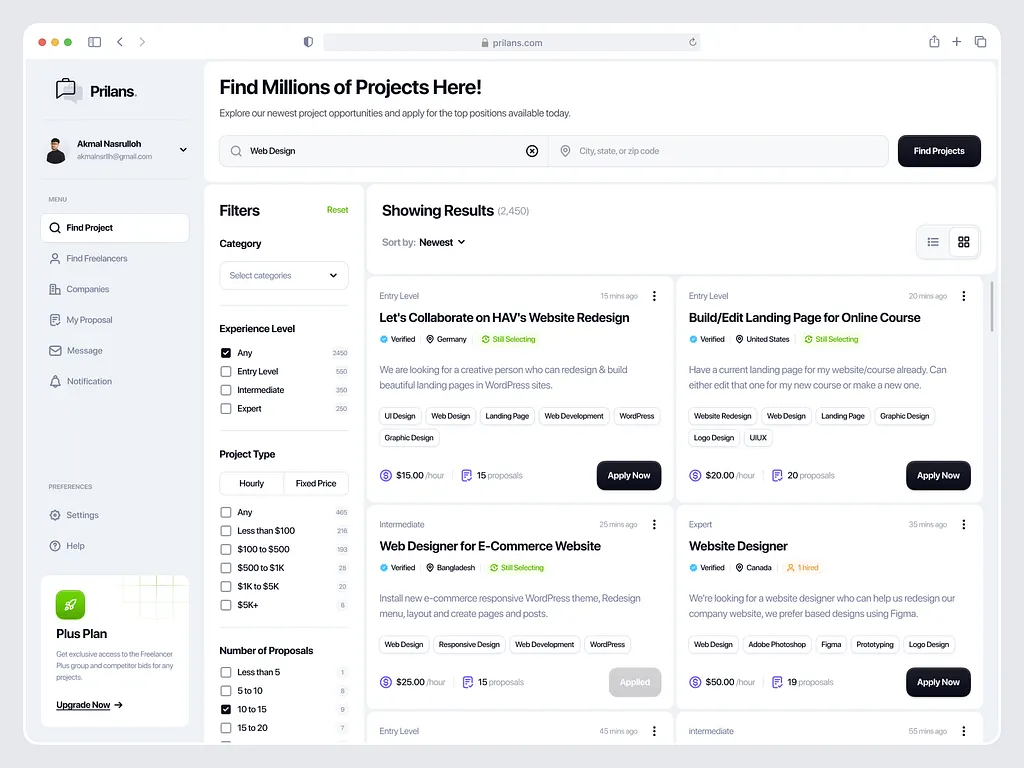 prilans.com
Prilans.
Akmal Nasrulloh
akmalnsrllh@gmail.com
MENU
Find Project
Find Freelancers
Companies
My Proposal
Message
Notification
PREFERENCES
Settings
Help
Plus Plan
Get exclusive access to the Freelancer
Plus group and competitor bids for any
projects.
Upgrade Now
Find Millions of Projects Here!
Explore our newest project opportunities and apply for the top positions available today.
Web Design
City, state, or zip code
Find Projects
Filters
Reset
Category
Select categories
Experience Level
Any 2450
Entry Level 550
Intermediate 350
Expert 250
Project Type
Hourly Fixed Price
Any 465
Less than $100 216
$100 to $500 193
$500 to $1K 28
$1K to $5K 20
$5K+ 6
Number of Proposals
Less than 5 1
5 to 10 8
10 to 15 9
15 to 20 7
Showing Results (2,450)
Sort by: Newest
Entry Level 15 mins ago
Let's Collaborate on HAV's Website Redesign
Verified Germany Still Selecting
We are looking for a creative person who can redesign & build
beautiful landing pages in WordPress sites.
UI Design Web Design Landing Page Web Development WordPress
Graphic Design
$15.00 /hour 15 proposals Apply Now
Entry Level 20 mins ago
Build/Edit Landing Page for Online Course
Verified United States Still Selecting
Have a current landing page for my website/course already. Can
either edit that one for my new course or make a new one.
Website Redesign Web Design Landing Page Graphic Design
Logo Design UIUX
$20.00 /hour 20 proposals Apply Now
Intermediate 25 mins ago
Web Designer for E-Commerce Website
Verified Bangladesh Still Selecting
Install new e-commerce responsive WordPress theme, Redesign
menu, layout and create pages and posts.
Web Design Responsive Design Web Development WordPress
$25.00 /hour 15 proposals Applied
Expert 35 mins ago
Website Designer
Verified Canada 1 hired
We're looking for a website designer who can help us redesign our
company website, we prefer based designs using Figma.
Web Design Adobe Photoshop Figma Prototyping Logo Design
$50.00 /hour 19 proposals Apply Now
Entry Level 45 mins ago
intermediate 55 mins ago